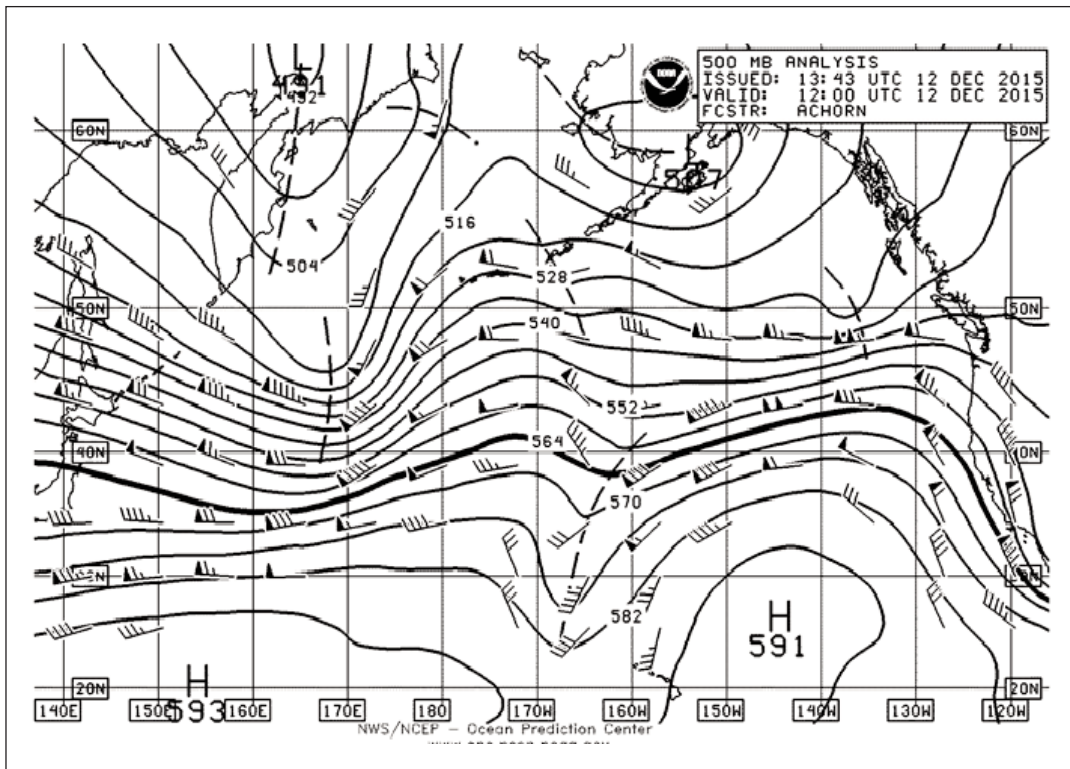 500 MB ANALYSIS
ISSUED: 13:43 UTC 12 DEC 2015
VALID: 12:00 UTC 12 DEC 2015
FCSTR: ACHORN
NOAA
492
60N
60N
516
504
528
50N
50N
540
552
564
40N
570
582
H
591
H
593
20N
20N
140E 150E 160E 170E 180 170W 160W 150W 140W 130W 120W
NWS/NCEP – Ocean Prediction Center